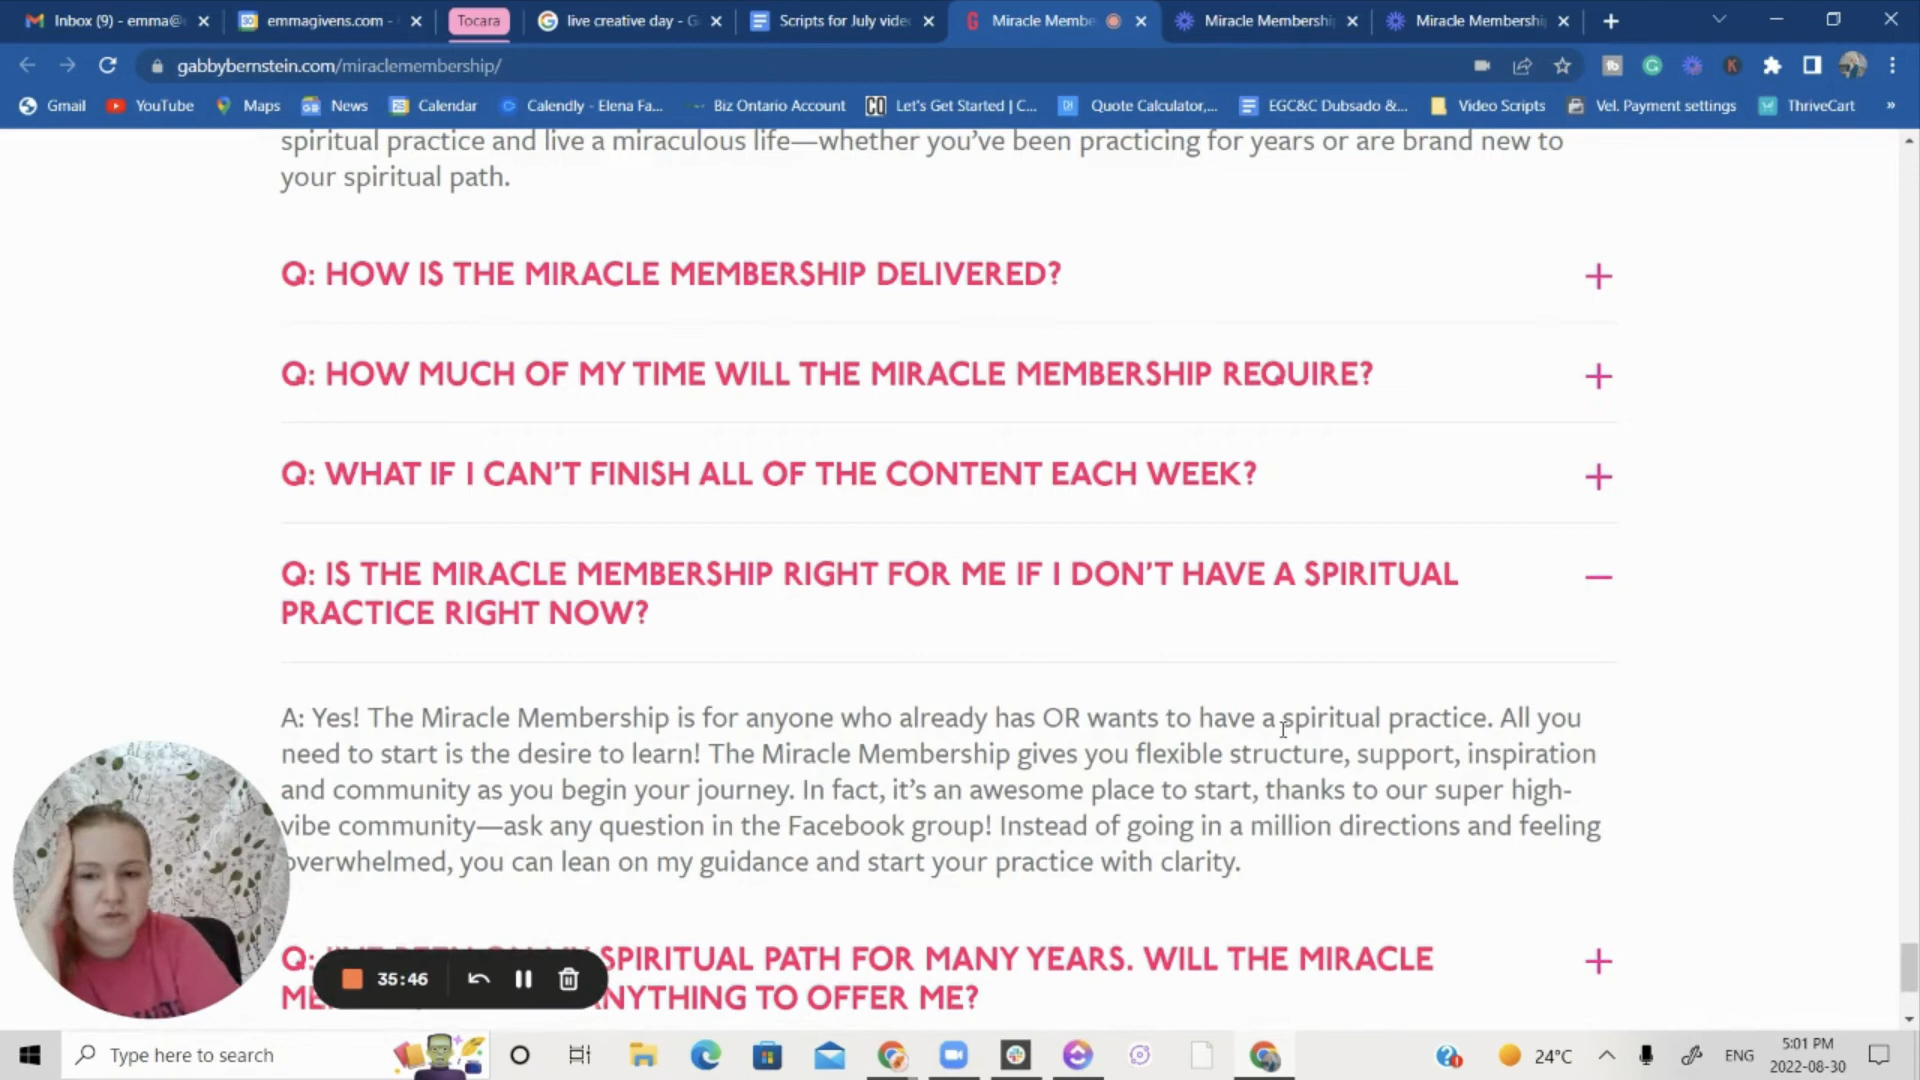 Inbox (9) - emma@
emmagivens.com -
Tocara
live creative day - G
Scripts for July vide
Miracle Membe
Miracle Membershi
Miracle Membershi
gabbybernstein.com/miraclemembership/
Gmail
YouTube
Maps
News
Calendar
Calendly - Elena Fa...
Biz Ontario Account
Let's Get Started | C...
Quote Calculator,...
EGC&C Dubsado &...
Video Scripts
Vel. Payment settings
ThriveCart
»
spiritual practice and live a miraculous life—whether you've been practicing for years or are brand new to
your spiritual path.
Q: HOW IS THE MIRACLE MEMBERSHIP DELIVERED?
Q: HOW MUCH OF MY TIME WILL THE MIRACLE MEMBERSHIP REQUIRE?
Q: WHAT IF I CAN'T FINISH ALL OF THE CONTENT EACH WEEK?
Q: IS THE MIRACLE MEMBERSHIP RIGHT FOR ME IF I DON'T HAVE A SPIRITUAL
PRACTICE RIGHT NOW?
A: Yes! The Miracle Membership is for anyone who already has OR wants to have a spiritual practice. All you
need to start is the desire to learn! The Miracle Membership gives you flexible structure, support, inspiration
and community as you begin your journey. In fact, it's an awesome place to start, thanks to our super high-
vibe community—ask any question in the Facebook group! Instead of going in a million directions and feeling
overwhelmed, you can lean on my guidance and start your practice with clarity.
Q: SPIRITUAL PATH FOR MANY YEARS. WILL THE MIRACLE
TO OFFER ME?
35:46
Type here to search
24°C
ENG
5:01 PM
2022-08-30